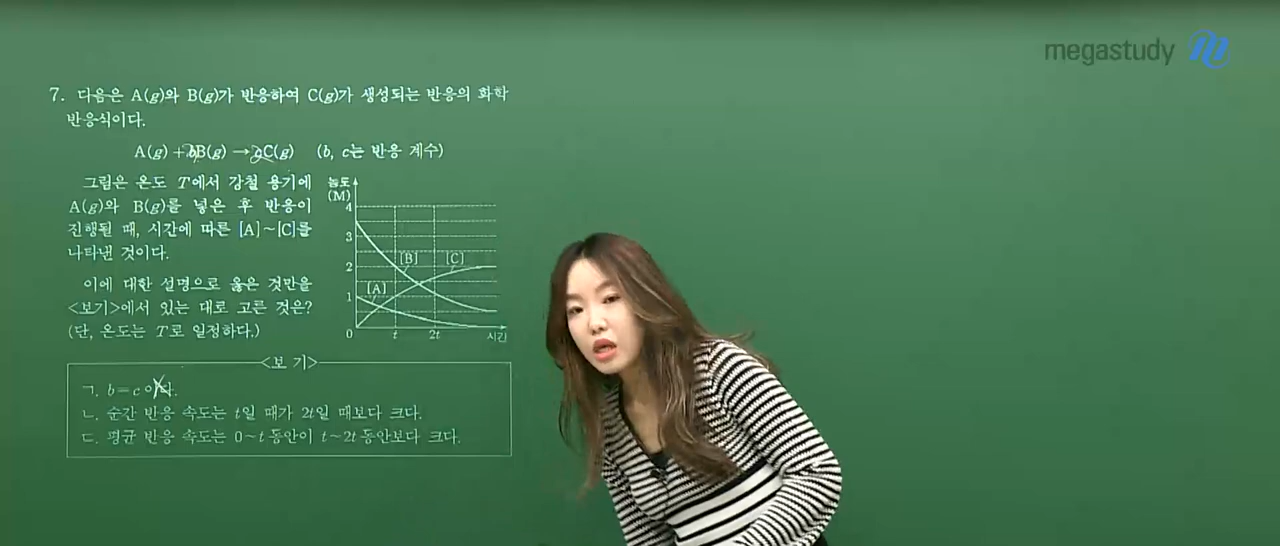 megastudy
7. 다음은 A(g)와 B(g)가 반응하여 C(g)가 생성되는 반응의 화학
반응식이다.
A(g) + bB(g) → cC(g) (b, c는 반응 계수)
그림은 온도 T에서 강철 용기에
A(g)와 B(g)를 넣은 후 반응이
진행될 때, 시간에 따른 [A]~[C]를
나타낸 것이다.
이에 대한 설명으로 옳은 것만을
<보기>에서 있는 대로 고른 것은?
(단, 온도는 T로 일정하다.)
농도
(M)
4
3
2
1
0
[B]
[C]
[A]
t
2t
시간
<보 기>
ㄱ. b=c이다.
ㄴ. 순간 반응 속도는 t일 때가 2t일 때보다 크다.
ㄷ. 평균 반응 속도는 0~t 동안이 t~2t 동안보다 크다.